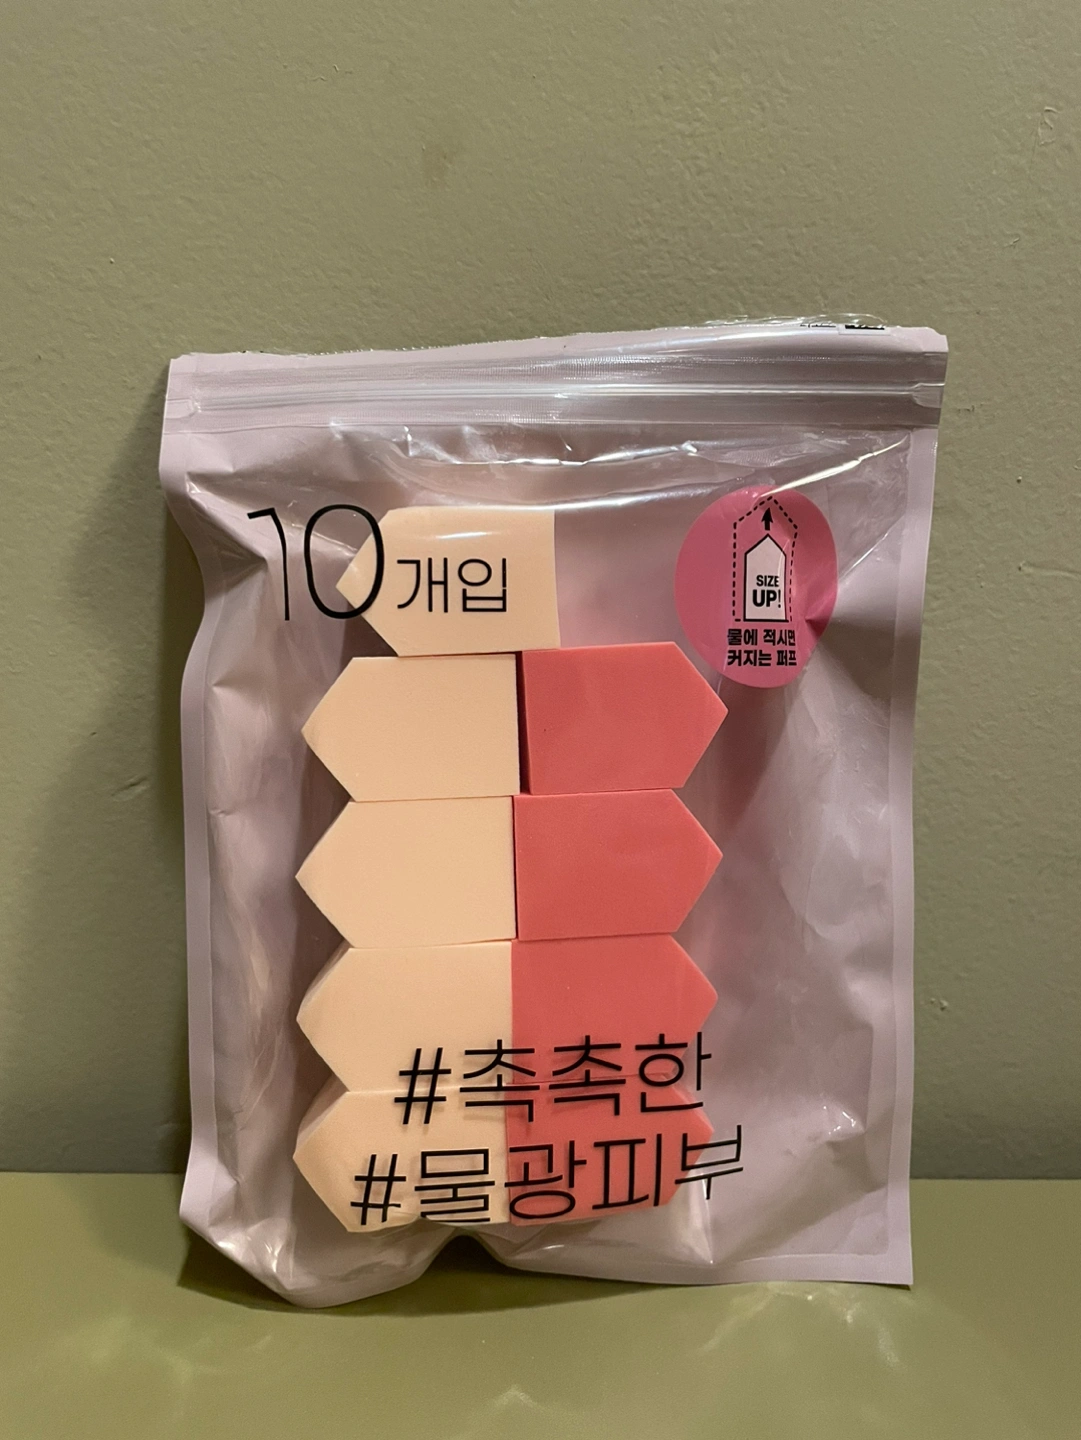 10개입
SIZE
UP!
물에 적시면
커지는 퍼프
#촉촉한
#물광피부